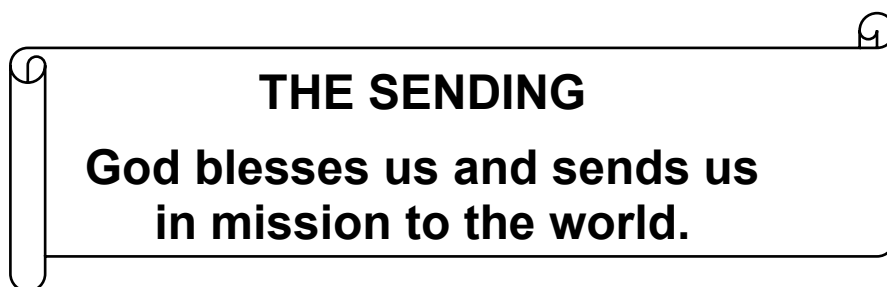 THE SENDING
God blesses us and sends us
in mission to the world.